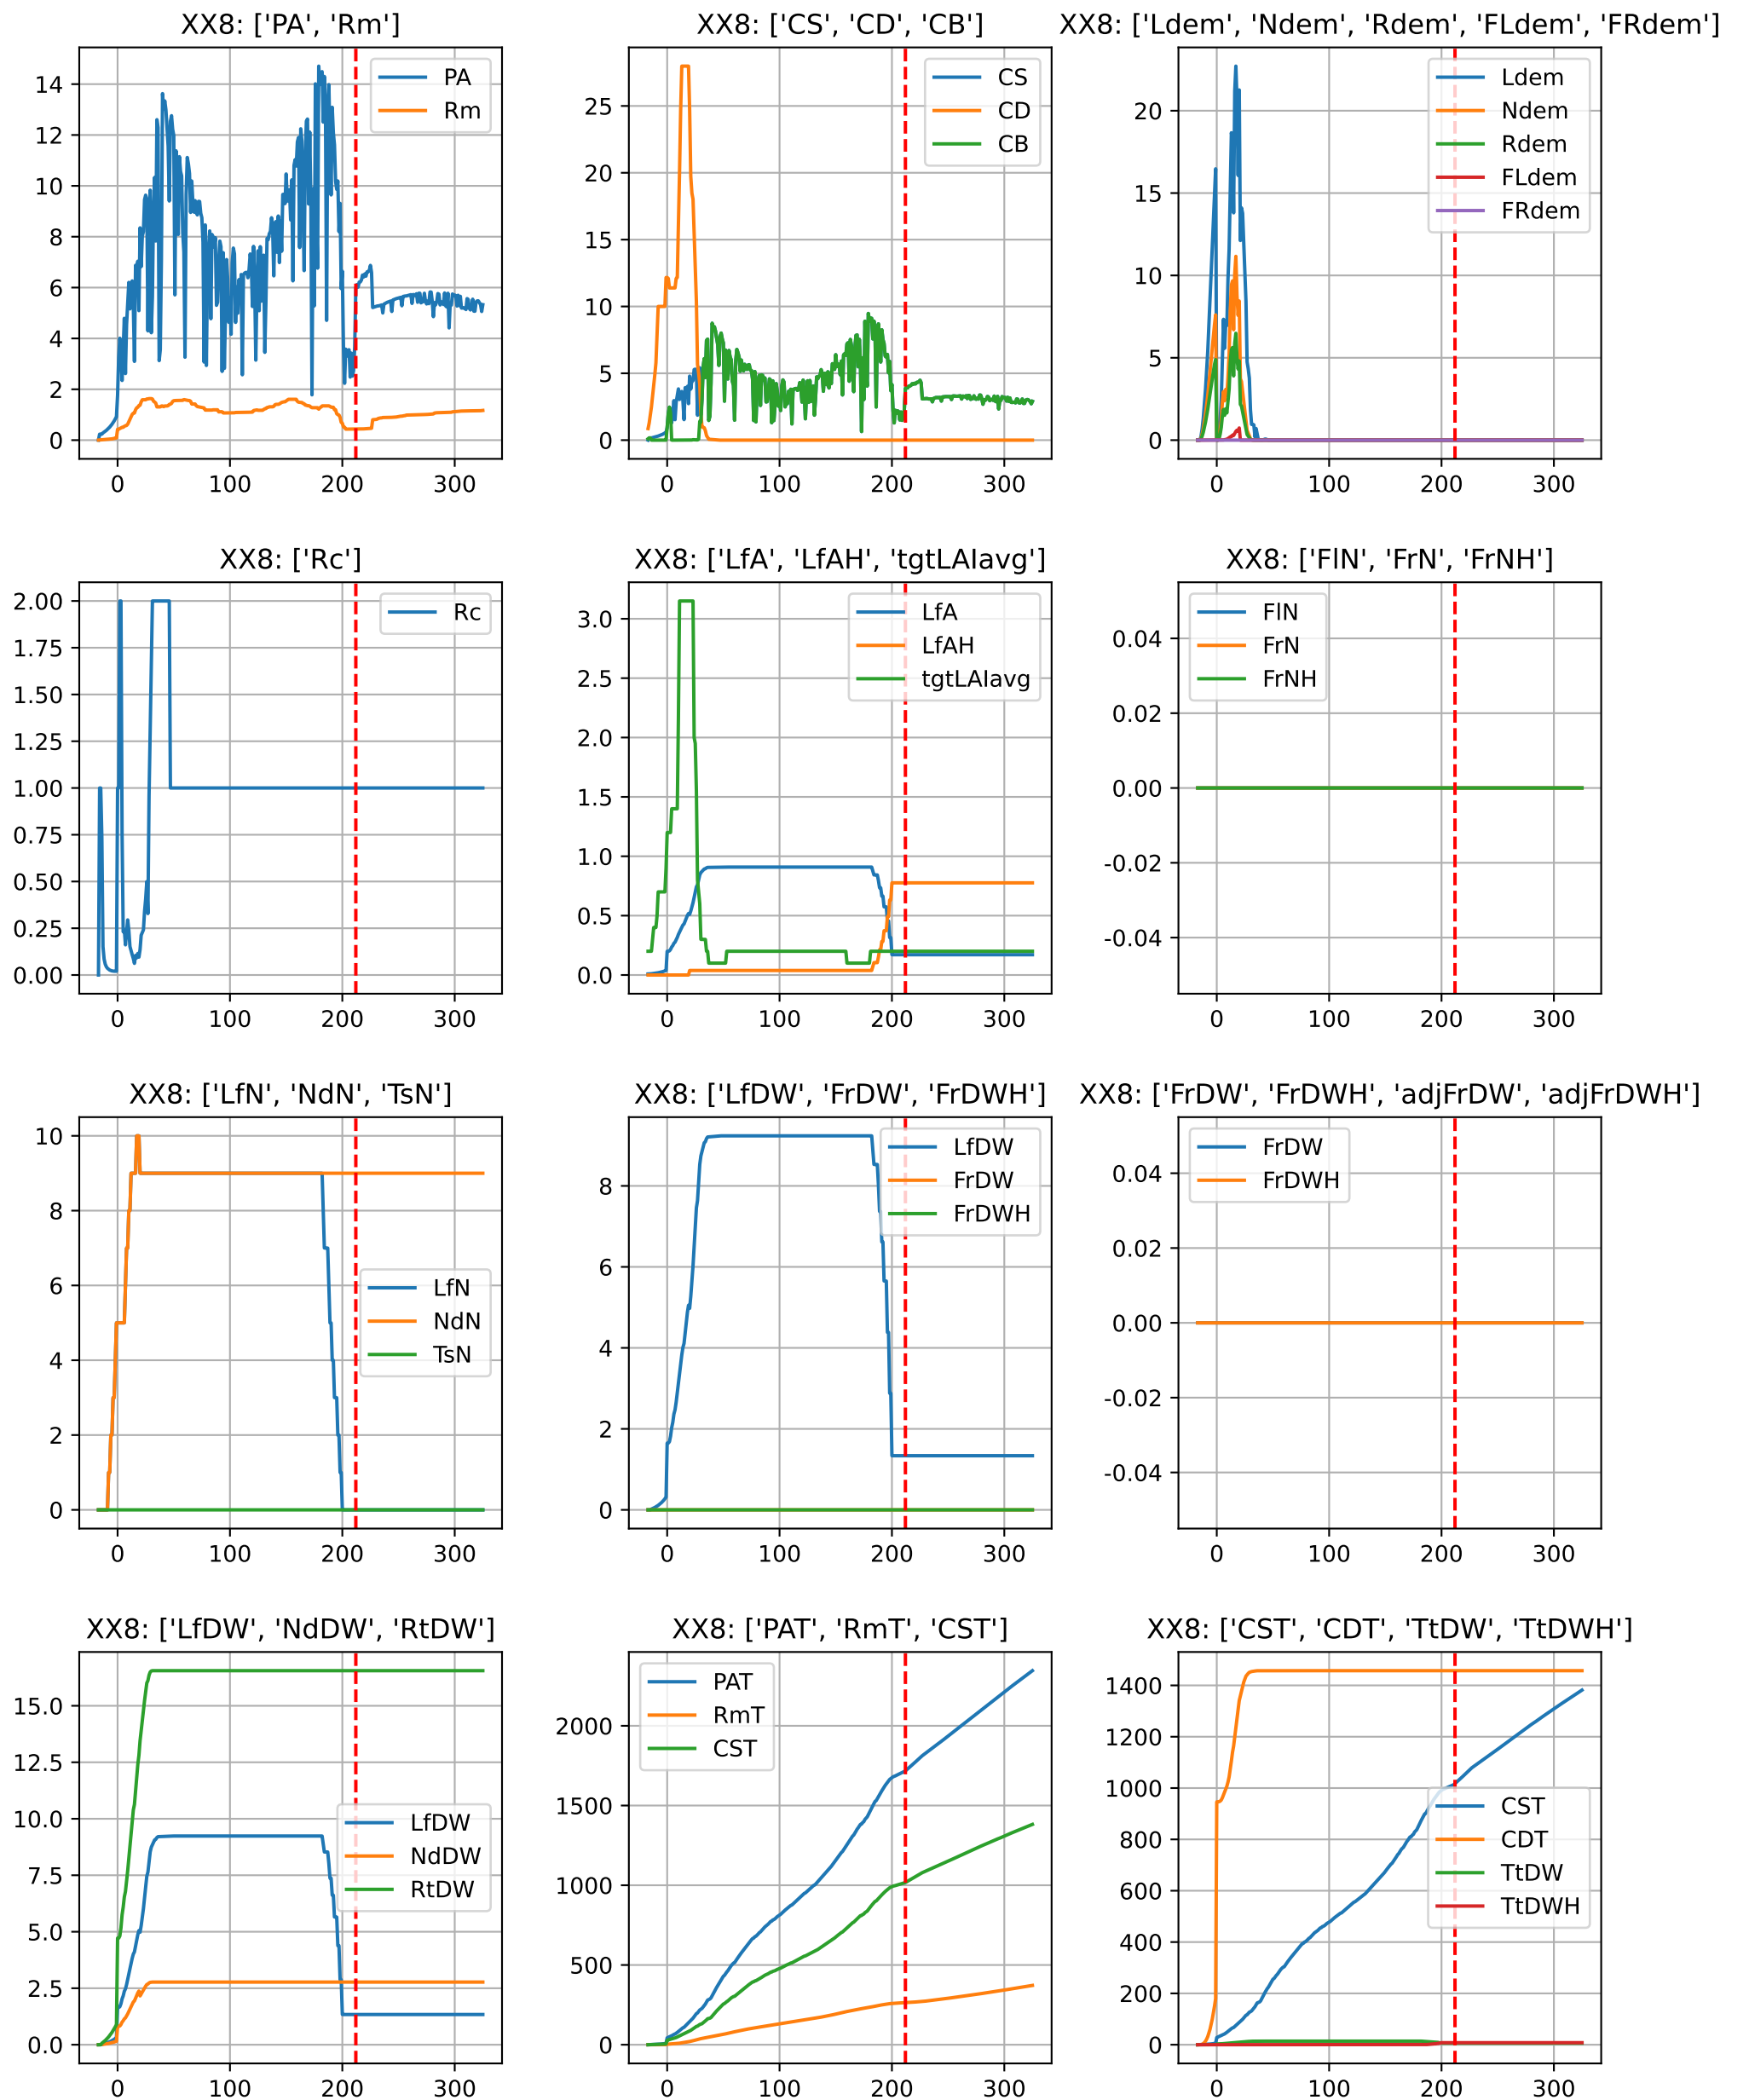 XX8: ['PA', 'Rm']
14
12
10
8
6
4
2
0
0 100 200 300
PA
Rm
XX8: ['CS', 'CD', 'CB']
25
20
15
10
5
0
0 100 200 300
CS
CD
CB
XX8: ['Ldem', 'Ndem', 'Rdem', 'FLdem', 'FRdem']
20
15
10
5
0
0 100 200 300
Ldem
Ndem
Rdem
FLdem
FRdem
XX8: ['Rc']
2.00
1.75
1.50
1.25
1.00
0.75
0.50
0.25
0.00
0 100 200 300
Rc
XX8: ['LfA', 'LfAH', 'tgtLAIavg']
3.0
2.5
2.0
1.5
1.0
0.5
0.0
0 100 200 300
LfA
LfAH
tgtLAIavg
XX8: ['FlN', 'FrN', 'FrNH']
0.04
0.02
0.00
-0.02
-0.04
0 100 200 300
FlN
FrN
FrNH
XX8: ['LfN', 'NdN', 'TsN']
10
8
6
4
2
0
0 100 200 300
LfN
NdN
TsN
XX8: ['LfDW', 'FrDW', 'FrDWH']
8
6
4
2
0
0 100 200 300
LfDW
FrDW
FrDWH
XX8: ['FrDW', 'FrDWH', 'adjFrDW', 'adjFrDWH']
0.04
0.02
0.00
-0.02
-0.04
0 100 200 300
FrDW
FrDWH
XX8: ['LfDW', 'NdDW', 'RtDW']
15.0
12.5
10.0
7.5
5.0
2.5
0.0
0 100 200 300
LfDW
NdDW
RtDW
XX8: ['PAT', 'RmT', 'CST']
2000
1500
1000
500
0
0 100 200 300
PAT
RmT
CST
XX8: ['CST', 'CDT', 'TtDW', 'TtDWH']
1400
1200
1000
800
600
400
200
0
0 100 200 300
CST
CDT
TtDW
TtDWH